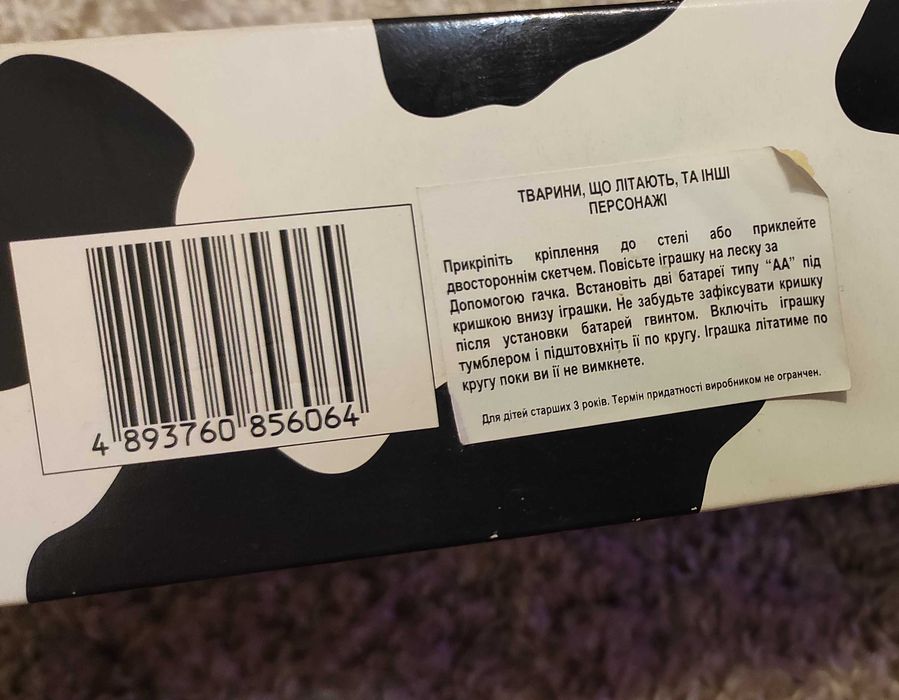 4 893760 856064
ТВАРИНИ, ЩО ЛІТАЮТЬ, ТА ІНШІ
ПЕРСОНАЖІ
Прикріпіть кріплення до стелі або приклейте
двостороннім скетчем. Повісьте іграшку на леску за
Допомогою гачка. Встановіть дві батареї типу “АА” під
кришкою внизу іграшки. Не забудьте зафіксувати кришку
після установки батарей гвинтом. Включіть іграшку
тумблером і підштовхніть її по кругу. Іграшка літатиме по
кругу поки ви її не вимкнете.
Для дітей старших 3 років. Термін придатності виробником не огранчен.